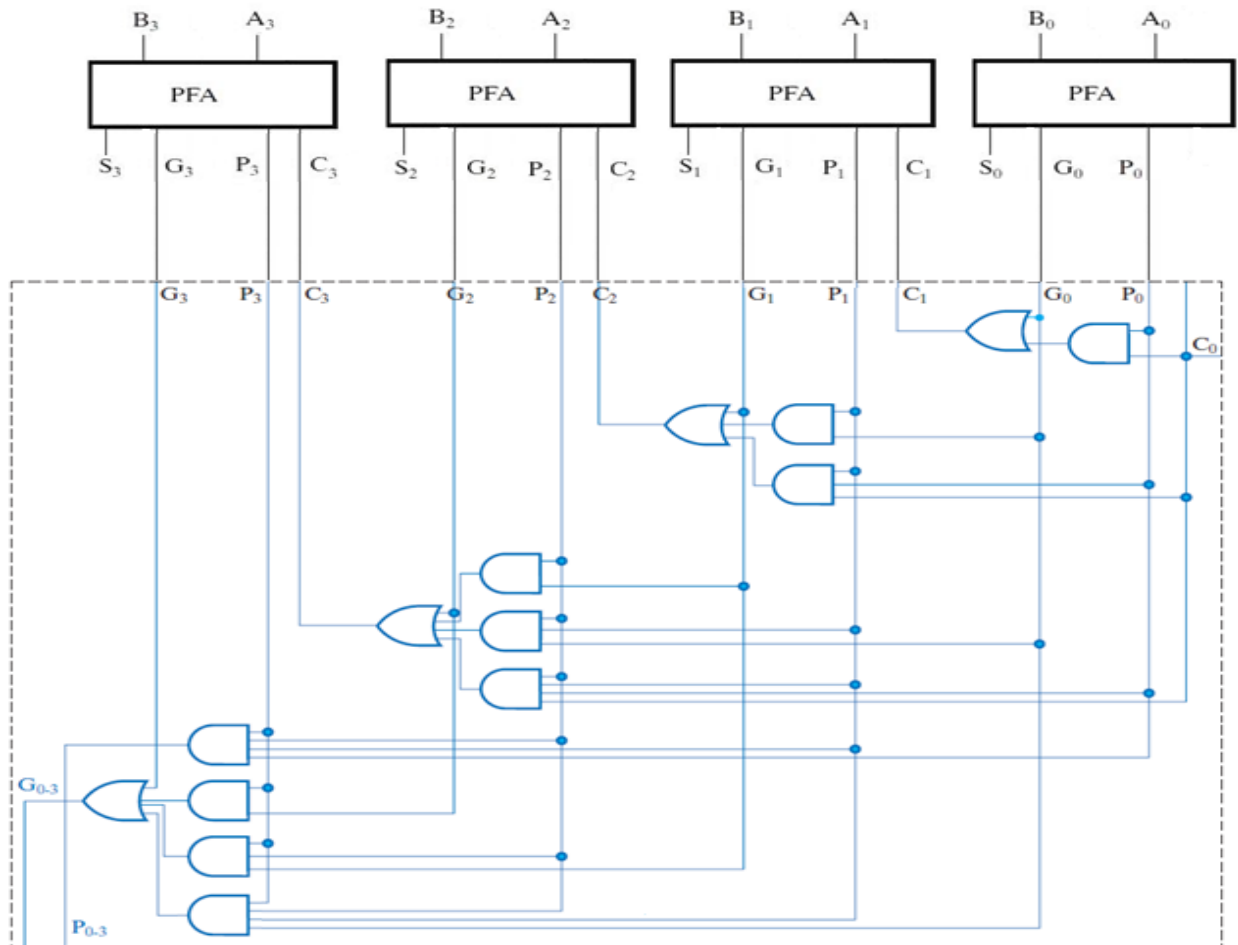 B₃ A₃ B₂ A₂ B₁ A₁ B₀ A₀
PFA PFA PFA PFA
S₃ G₃ P₃ C₃ S₂ G₂ P₂ C₂ S₁ G₁ P₁ C₁ S₀ G₀ P₀
G₃ P₃ C₃ G₂ P₂ C₂ G₁ P₁ C₁ G₀ P₀
C₀
G₀₋₃
P₀₋₃